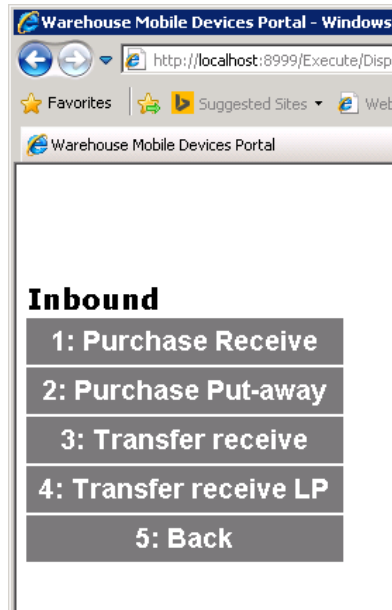 Warehouse Mobile Devices Portal - Windows
http://localhost:8999/Execute/Disp
Favorites Suggested Sites
Warehouse Mobile Devices Portal
Inbound
1: Purchase Receive
2: Purchase Put-away
3: Transfer receive
4: Transfer receive LP
5: Back